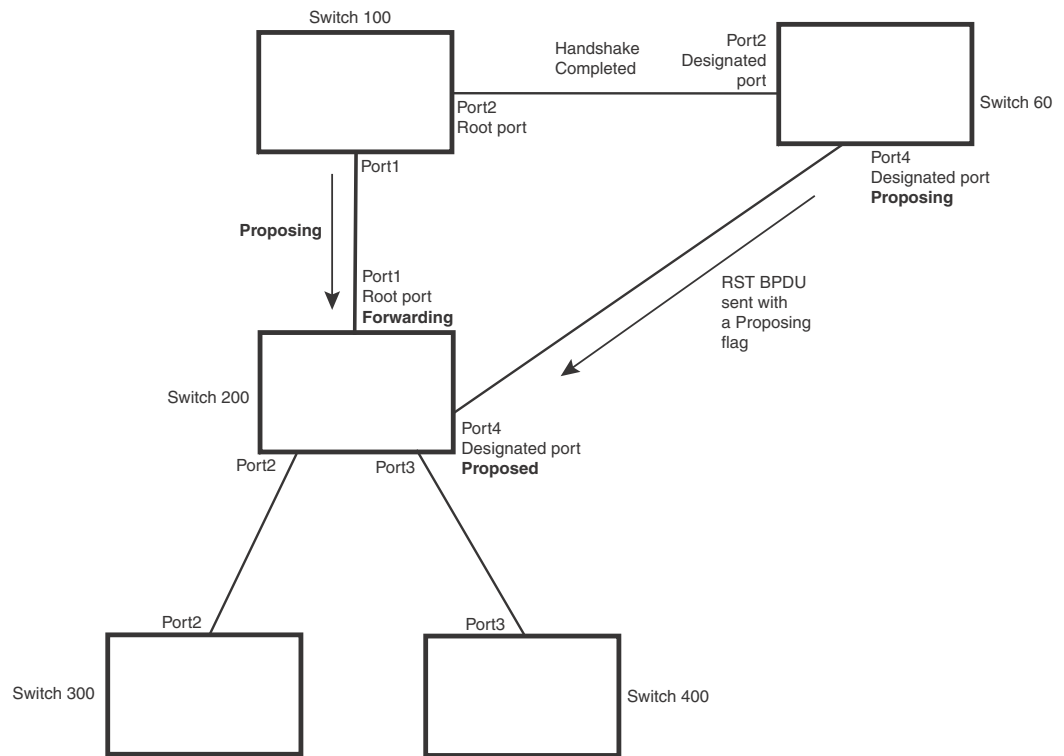 Switch 100
Handshake
Completed
Port2
Designated
port
Switch 60
Port2
Root port
Port1
Port4
Designated port
Proposing
Proposing
Port1
Root port
Forwarding
RST BPDU
sent with
a Proposing
flag
Switch 200
Port4
Designated port
Proposed
Port2
Port3
Port2
Port3
Switch 300
Switch 400